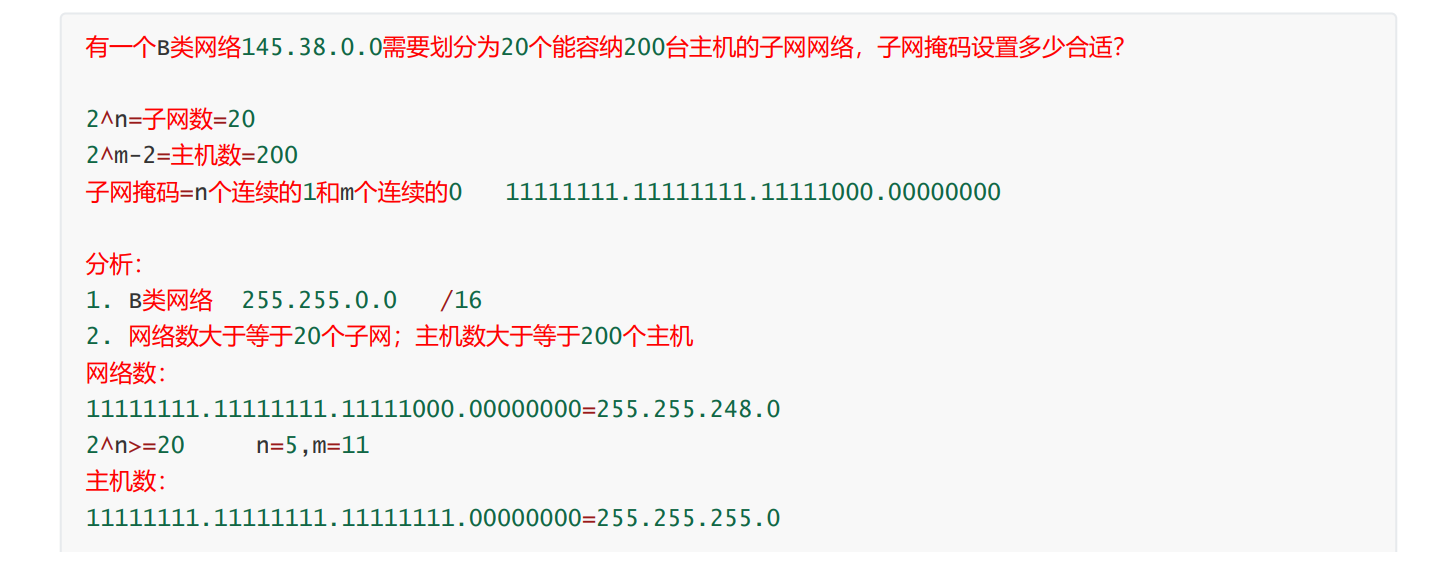 有一个B类网络145.38.0.0需要划分为20个能容纳200台主机的子网网络，子网掩码设置多少合适？
2^n=子网数=20
2^m-2=主机数=200
子网掩码=n个连续的1和m个连续的0   11111111.11111111.11111000.00000000
分析：
1. B类网络  255.255.0.0   /16
2. 网络数大于等于20个子网；主机数大于等于200个主机
网络数：
11111111.11111111.11111000.00000000=255.255.248.0
2^n>=20     n=5,m=11
主机数：
11111111.11111111.11111111.00000000=255.255.255.0